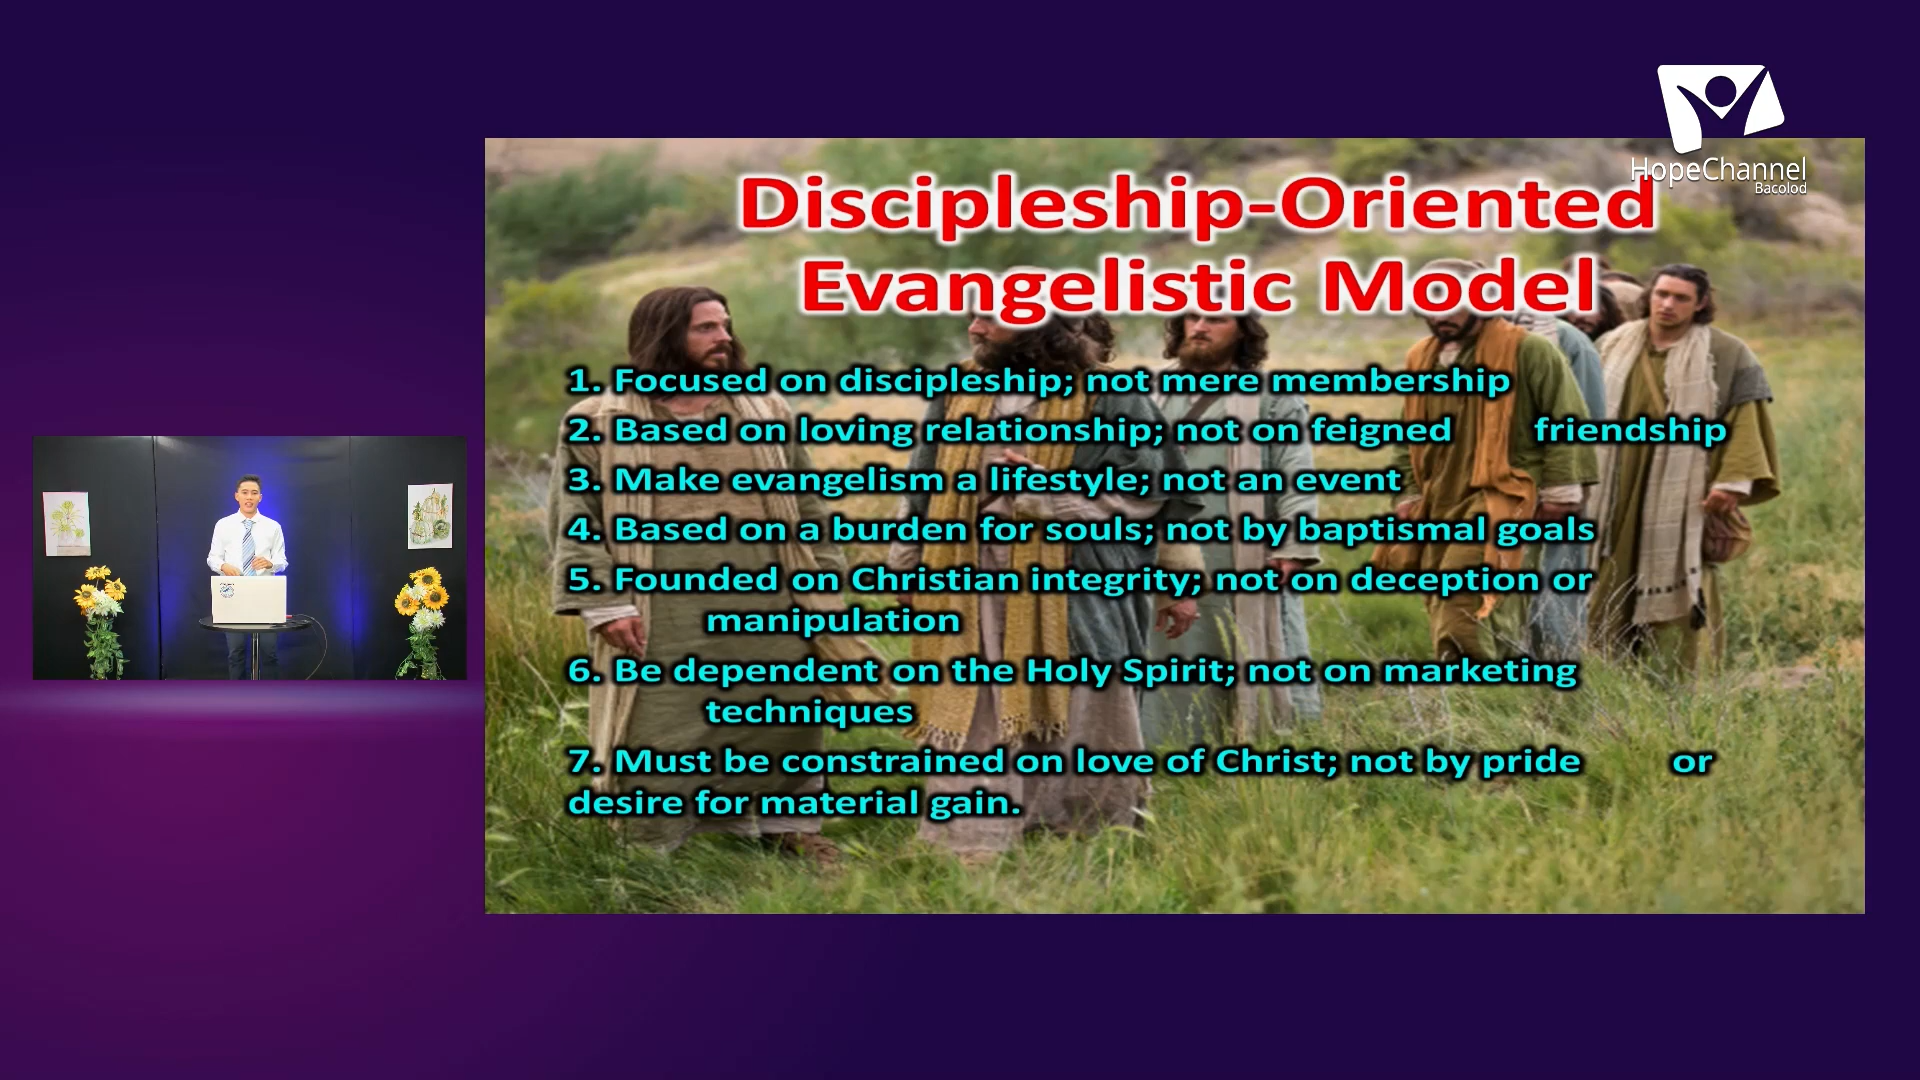 HopeChannel
Bacolod
Discipleship-Oriented
Evangelistic Model
1. Focused on discipleship; not mere membership
2. Based on loving relationship; not on feigned friendship
3. Make evangelism a lifestyle; not an event
4. Based on a burden for souls; not by baptismal goals
5. Founded on Christian integrity; not on deception or
manipulation
6. Be dependent on the Holy Spirit; not on marketing
techniques
7. Must be constrained on love of Christ; not by pride or
desire for material gain.